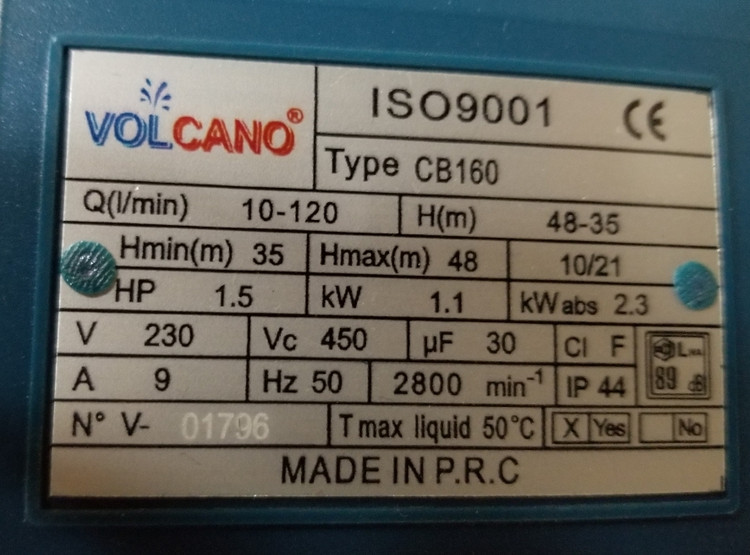 VOLCANO®
ISO9001 CE
Type CB160
Q(l/min) 10-120 H(m) 48-35
Hmin(m) 35 Hmax(m) 48 10/21
HP 1.5 kW 1.1 kW abs 2.3
V 230 Vc 450 µF 30 Cl F
A 9 Hz 50 2800 min-1 IP 44 89 dB
N° V- 01796 T max liquid 50°C X Yes No
MADE IN P.R.C